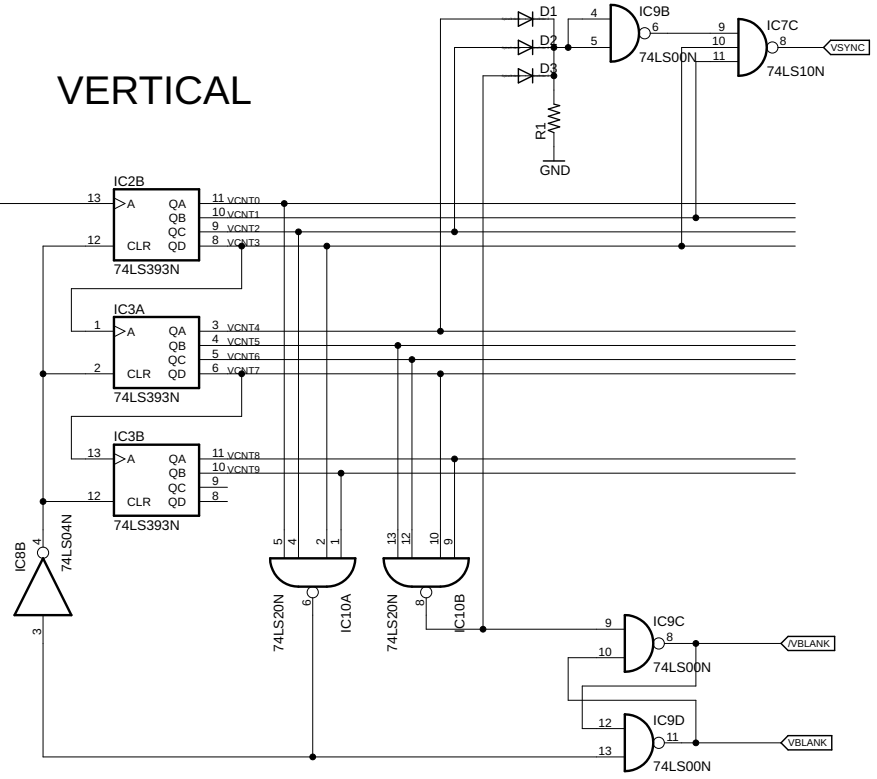 VERTICAL
D1
D2
D3
R1
GND
4
5
IC9B
6
74LS00N
9
10
11
IC7C
8
74LS10N
VSYNC
IC2B
13
A
QA
11
VCNT0
QB
10
VCNT1
QC
9
VCNT2
12
CLR
QD
8
VCNT3
74LS393N
IC3A
1
A
QA
3
VCNT4
QB
4
VCNT5
QC
5
VCNT6
2
CLR
QD
6
VCNT7
74LS393N
IC3B
13
A
QA
11
VCNT8
QB
10
VCNT9
QC
9
12
CLR
QD
8
74LS393N
IC8B
4
74LS04N
3
5
4
2
1
6
74LS20N
IC10A
13
12
10
9
8
74LS20N
IC10B
9
10
IC9C
8
74LS00N
/VBLANK
12
13
IC9D
11
74LS00N
VBLANK